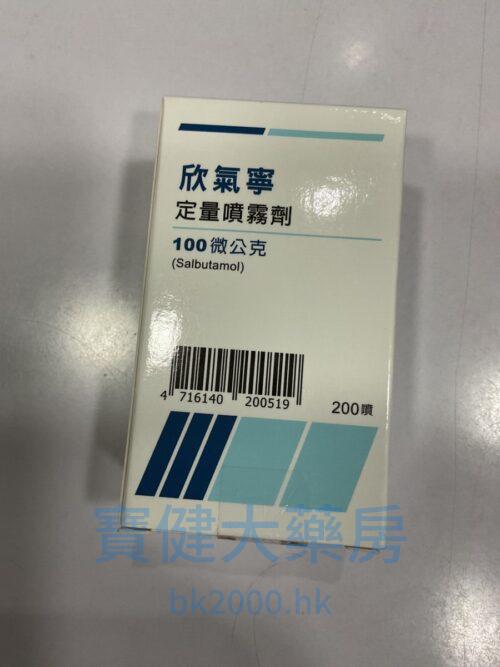 欣氣寧
定量噴霧劑
100微公克
(Salbutamol)
4 716140 200519
200噴
寶健大藥房
bk2000.hk